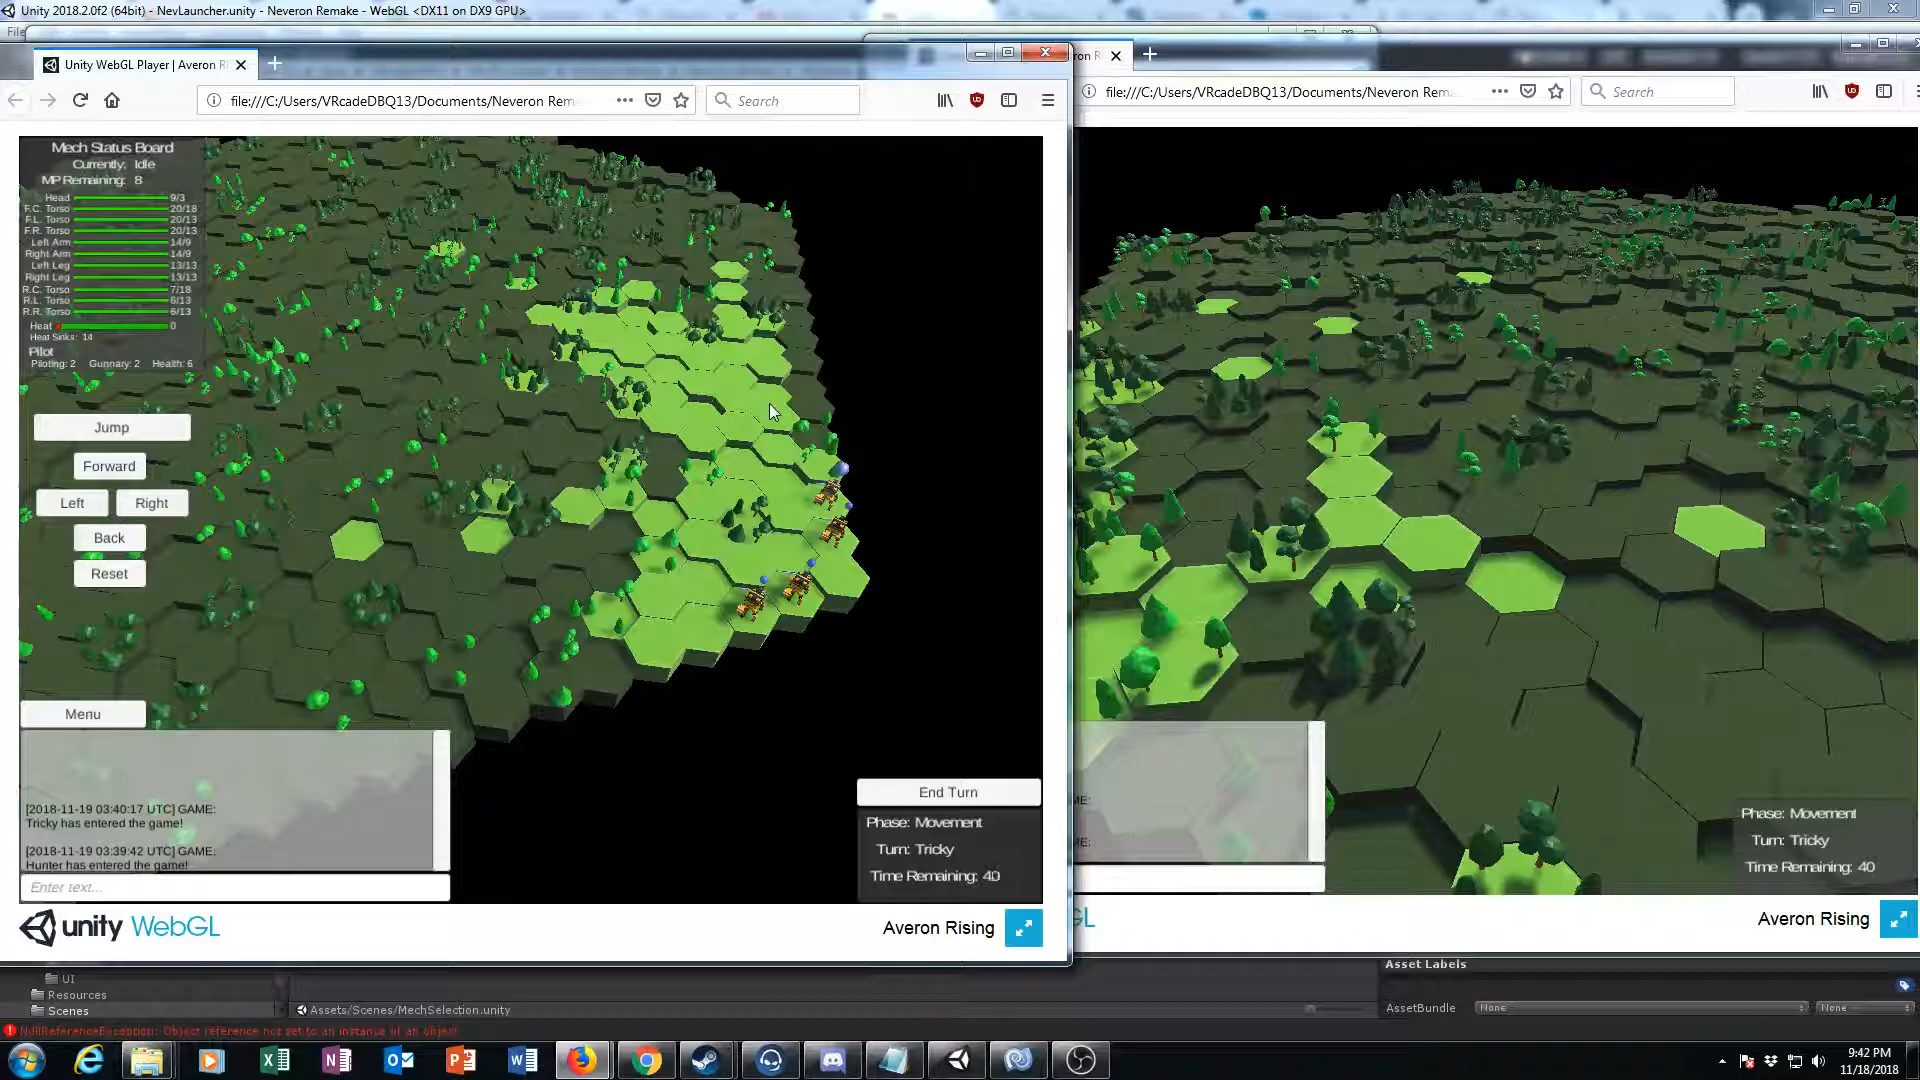 Unity 2018.2.0f2 (64bit) - NevLauncher.unity - Neveron Remake - WebGL <DX11 on DX9 GPU>
File
Unity WebGL Player | Averon Ri
file:///C:/Users/VRcadeDBQ13/Documents/Neveron Rem
Search
Mech Status Board
Currently: Idle
MP Remaining: 8
Head 9/3
F.C. Torso 20/18
F.L. Torso 20/13
F.R. Torso 20/13
Left Arm 14/9
Right Arm 14/9
Left Leg 13/13
Right Leg 13/13
R.C. Torso 7/18
R.L. Torso 6/13
R.R. Torso 6/13
Heat 0
Heat Sinks: 14
Pilot
Piloting: 2 Gunnary: 2 Health: 6
Jump
Forward
Left Right
Back
Reset
Menu
[2018-11-19 03:40:17 UTC] GAME:
Tricky has entered the game!
[2018-11-19 03:39:42 UTC] GAME:
Hunter has entered the game!
Enter text...
End Turn
Phase: Movement
Turn: Tricky
Time Remaining: 40
unity WebGL
Averon Rising
ron R
file:///C:/Users/VRcadeDBQ13/Documents/Neveron Rema
Search
ME:
ME:
Phase: Movement
Turn: Tricky
Time Remaining: 40
GL
Averon Rising
UI
Resources
Scenes
Assets/Scenes/MechSelection.unity
Asset Labels
AssetBundle None None
NullReferenceException: Object reference not set to an instance of an object
9:42 PM
11/18/2018